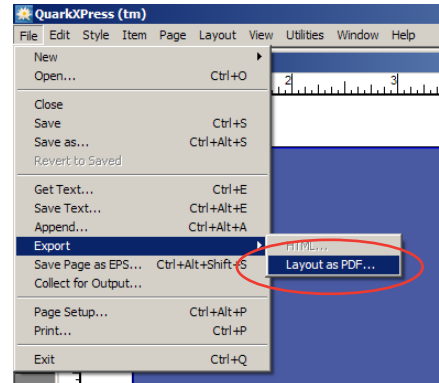 QuarkXPress (tm)
File Edit Style Item Page Layout View Utilities Window Help
New
Open... Ctrl+O
2 3
Close
Save Ctrl+S
Save as... Ctrl+Alt+S
Revert to Saved
Get Text... Ctrl+E
Save Text... Ctrl+Alt+E
Append... Ctrl+Alt+A
Export HTML...
Save Page as EPS... Ctrl+Alt+Shift+S Layout as PDF...
Collect for Output...
Page Setup... Ctrl+Alt+P
Print... Ctrl+P
Exit Ctrl+Q